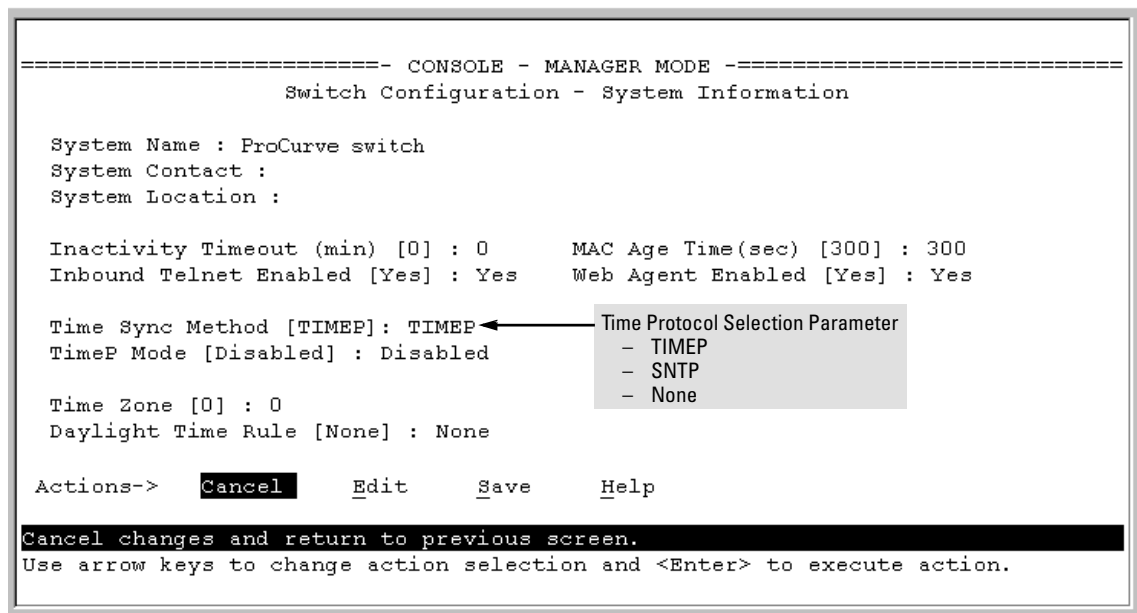 ==========================- CONSOLE - MANAGER MODE -============================
Switch Configuration - System Information
System Name : ProCurve switch
System Contact :
System Location :
Inactivity Timeout (min) [0] : 0 MAC Age Time(sec) [300] : 300
Inbound Telnet Enabled [Yes] : Yes Web Agent Enabled [Yes] : Yes
Time Sync Method [TIMEP]: TIMEP
TimeP Mode [Disabled] : Disabled
Time Protocol Selection Parameter
– TIMEP
– SNTP
– None
Time Zone [0] : 0
Daylight Time Rule [None] : None
Actions-> Cancel Edit Save Help
Cancel changes and return to previous screen.
Use arrow keys to change action selection and <Enter> to execute action.